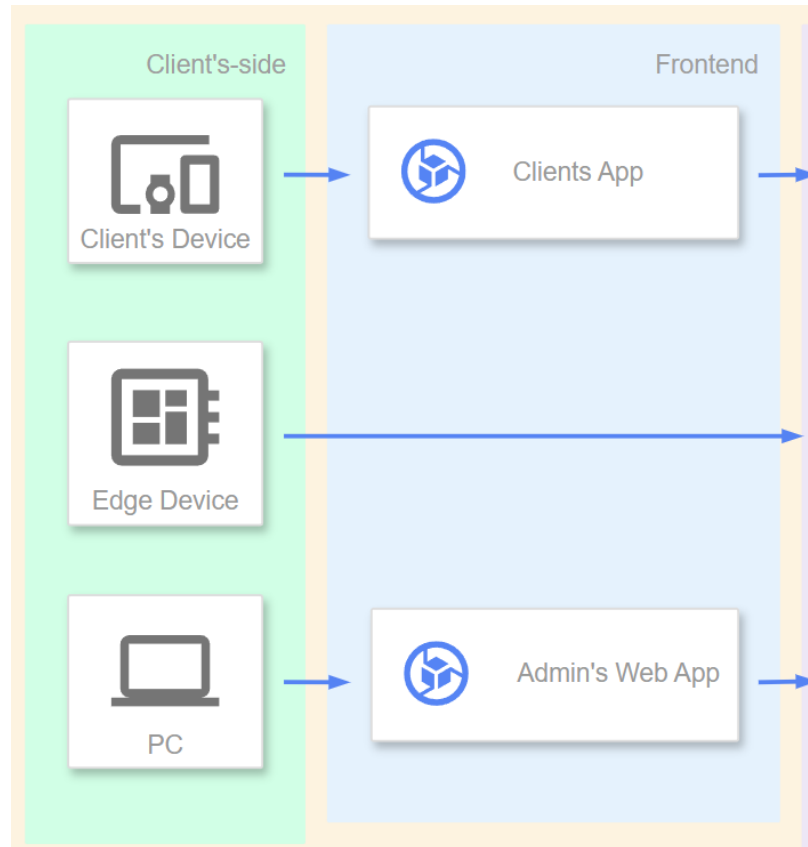 Client's-side
Frontend
Client's Device
Clients App
Edge Device
PC
Admin's Web App